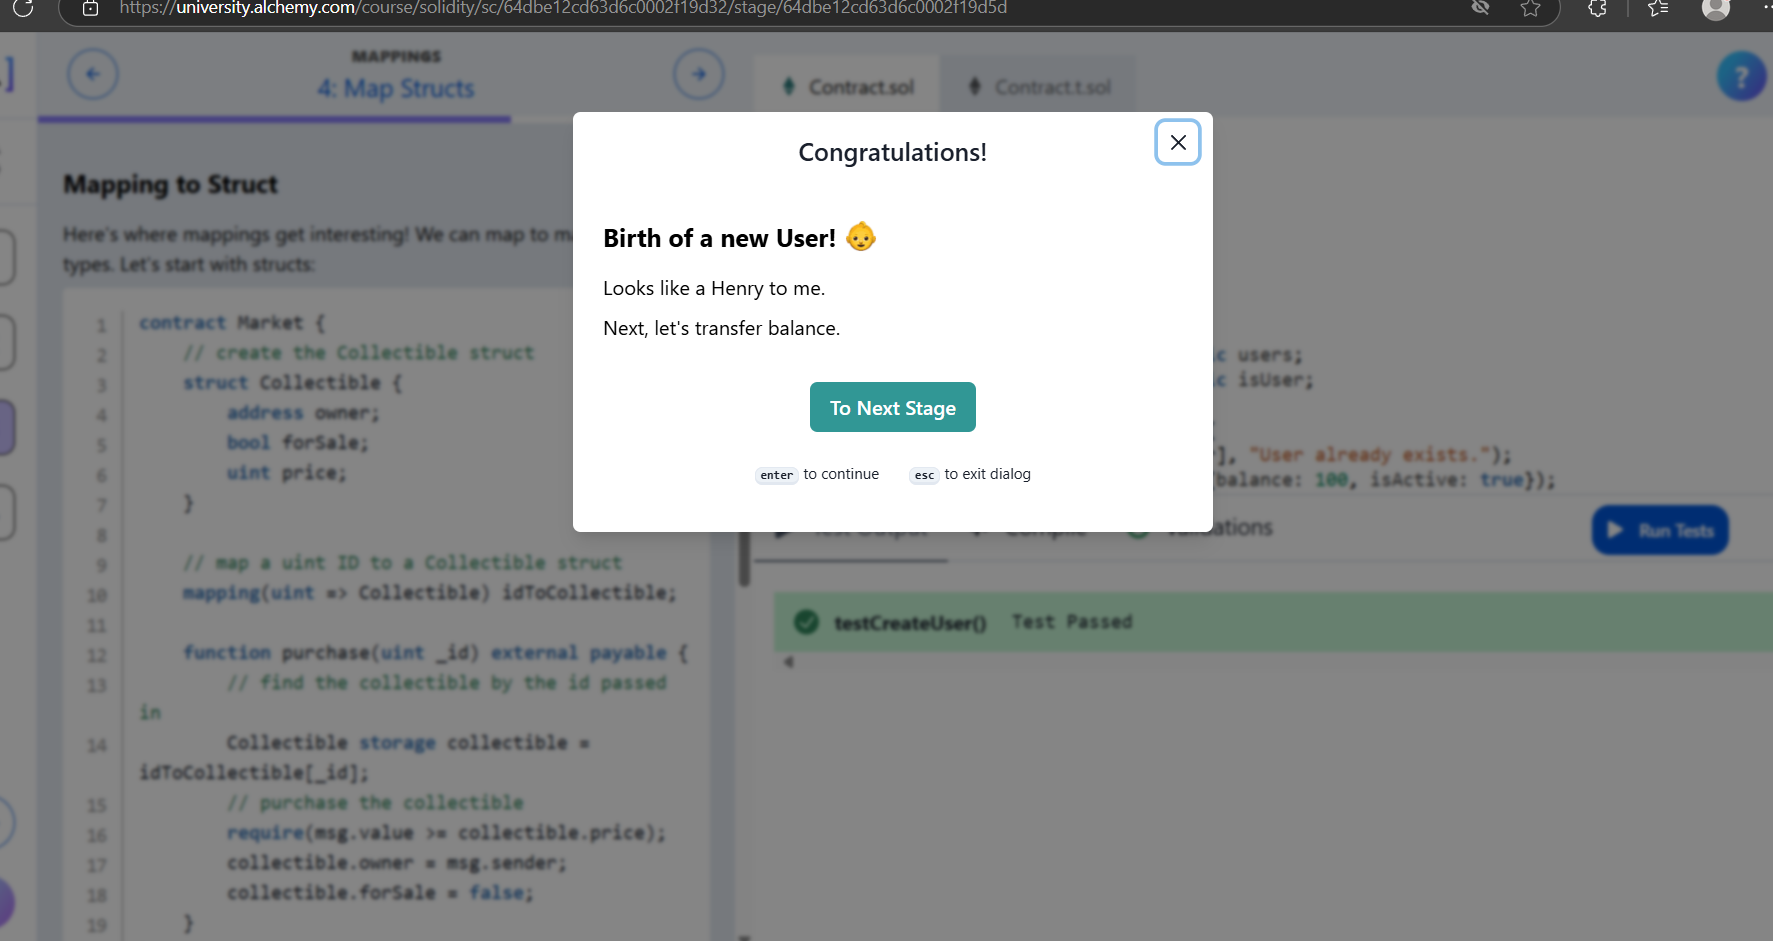 https://university.alchemy.com/course/solidity/sc/64dbe12cd63d6c0002f19d32/stage/64dbe12cd63d6c0002f19d5d
MAPPINGS
4: Map Structs
Contract.sol
Contract.t.sol
?
Mapping to Struct
Here's where mappings get interesting! We can map to
types. Let's start with structs:
1 contract Market {
2 // create the Collectible struct
3 struct Collectible {
4 address owner;
5 bool forSale;
6 uint price;
7 }
8
9 // map a uint ID to a Collectible struct
10 mapping(uint => Collectible) idToCollectible;
11
12 function purchase(uint _id) external payable {
13 // find the collectible by the id passed
in
14 Collectible storage collectible =
idToCollectible[_id];
15 // purchase the collectible
16 require(msg.value >= collectible.price);
17 collectible.owner = msg.sender;
18 collectible.forSale = false;
19 }
Congratulations!
Birth of a new User! 👶
Looks like a Henry to me.
Next, let's transfer balance.
To Next Stage
enter to continue esc to exit dialog
c users;
c isUser;
], "User already exists.");
balance: 100, isActive: true});
Run Tests
testCreateUser() Test Passed